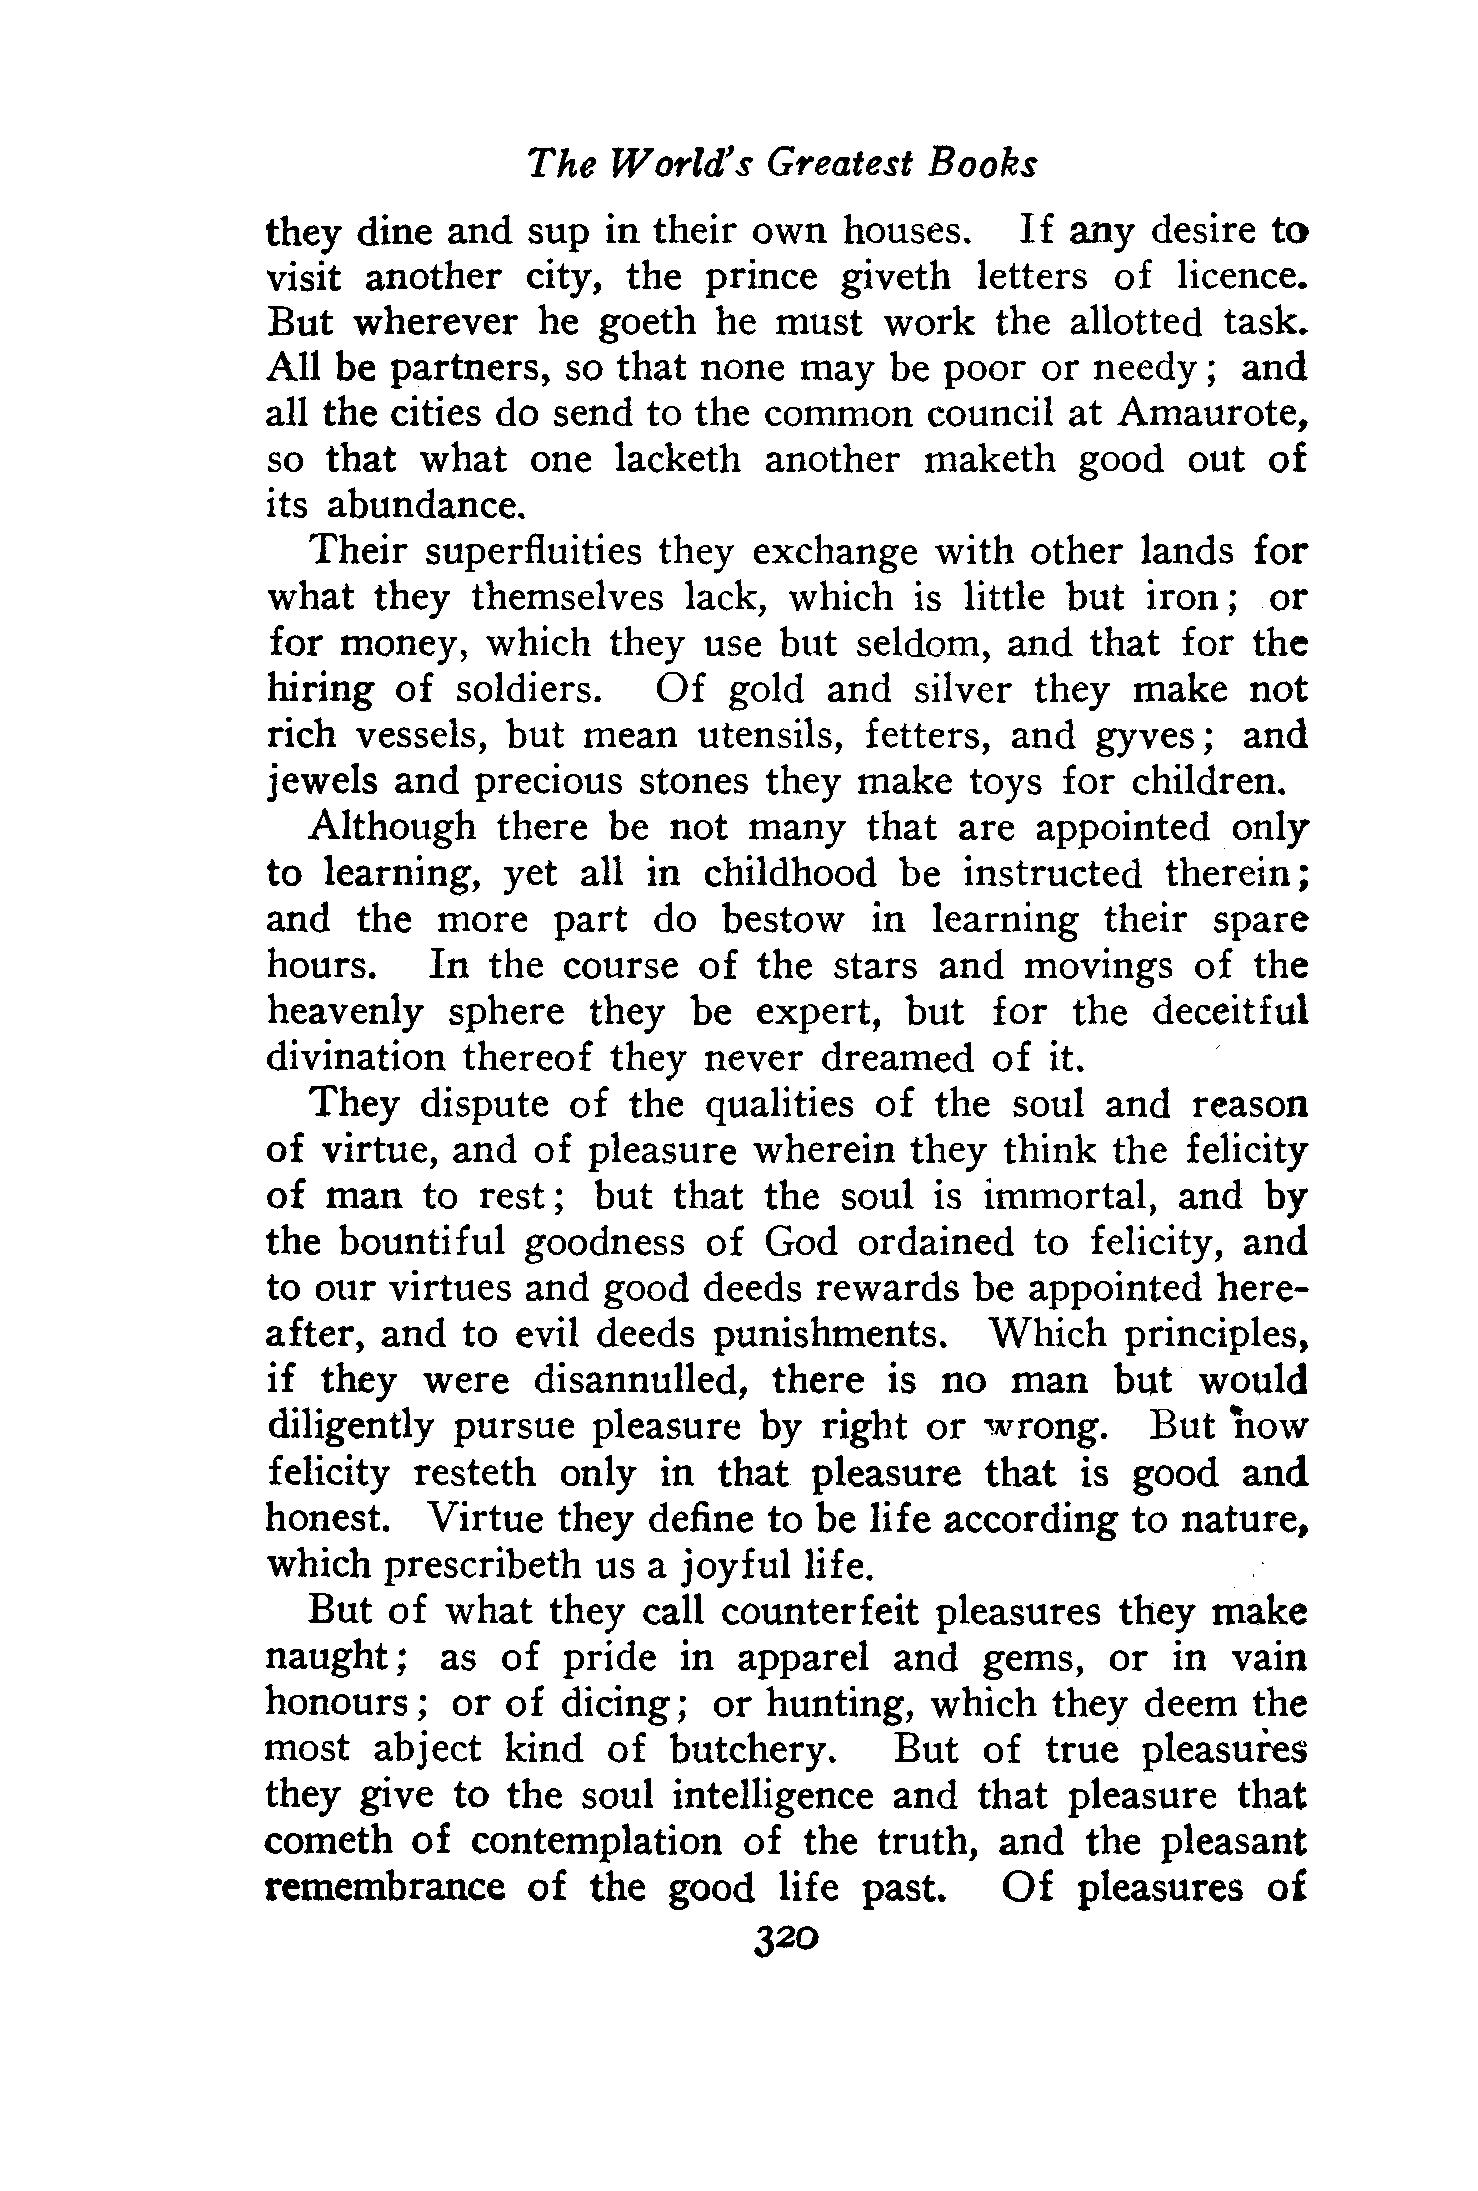 The World's Greatest Books
they dine and sup in their own houses. If any desire to
visit another city, the prince giveth letters of licence.
But wherever he goeth he must work the allotted task.
All be partners, so that none may be poor or needy; and
all the cities do send to the common council at Amaurote,
so that what one lacketh another maketh good out of
its abundance.
Their superfluities they exchange with other lands for
what they themselves lack, which is little but iron; or
for money, which they use but seldom, and that for the
hiring of soldiers. Of gold and silver they make not
rich vessels, but mean utensils, fetters, and gyves; and
jewels and precious stones they make toys for children.
Although there be not many that are appointed only
to learning, yet all in childhood be instructed therein;
and the more part do bestow in learning their spare
hours. In the course of the stars and movings of the
heavenly sphere they be expert, but for the deceitful
divination thereof they never dreamed of it.
They dispute of the qualities of the soul and reason
of virtue, and of pleasure wherein they think the felicity
of man to rest; but that the soul is immortal, and by
the bountiful goodness of God ordained to felicity, and
to our virtues and good deeds rewards be appointed here-
after, and to evil deeds punishments. Which principles,
if they were disannulled, there is no man but would
diligently pursue pleasure by right or wrong. But now
felicity resteth only in that pleasure that is good and
honest. Virtue they define to be life according to nature,
which prescribeth us a joyful life.
But of what they call counterfeit pleasures they make
naught; as of pride in apparel and gems, or in vain
honours; or of dicing; or hunting, which they deem the
most abject kind of butchery. But of true pleasures
they give to the soul intelligence and that pleasure that
cometh of contemplation of the truth, and the pleasant
remembrance of the good life past. Of pleasures of
320